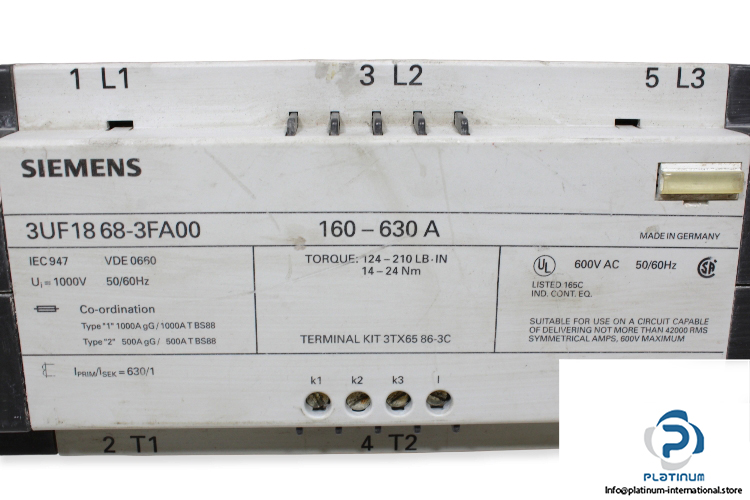 1 L1
3 L2
5 L3
SIEMENS
3UF18 68-3FA00
160 – 630 A
MADE IN GERMANY
IEC 947 VDE 0660
Ui = 1000V 50/60Hz
Co-ordination
Type "1" 1000A gG / 1000A T BS88
Type "2" 500A gG / 500A T BS88
TORQUE: 124 – 210 LB·IN
14 – 24 Nm
TERMINAL KIT 3TX65 86-3C
UL 600V AC 50/60Hz SA
LISTED 165C
IND. CONT. EQ.
SUITABLE FOR USE ON A CIRCUIT CAPABLE
OF DELIVERING NOT MORE THAN 42000 RMS
SYMMETRICAL AMPS, 600V MAXIMUM
IPRIM/ISEK = 630/1
k1 k2 k3 l
2 T1
4 T2
PLATINUM
Info@platinum-international.store